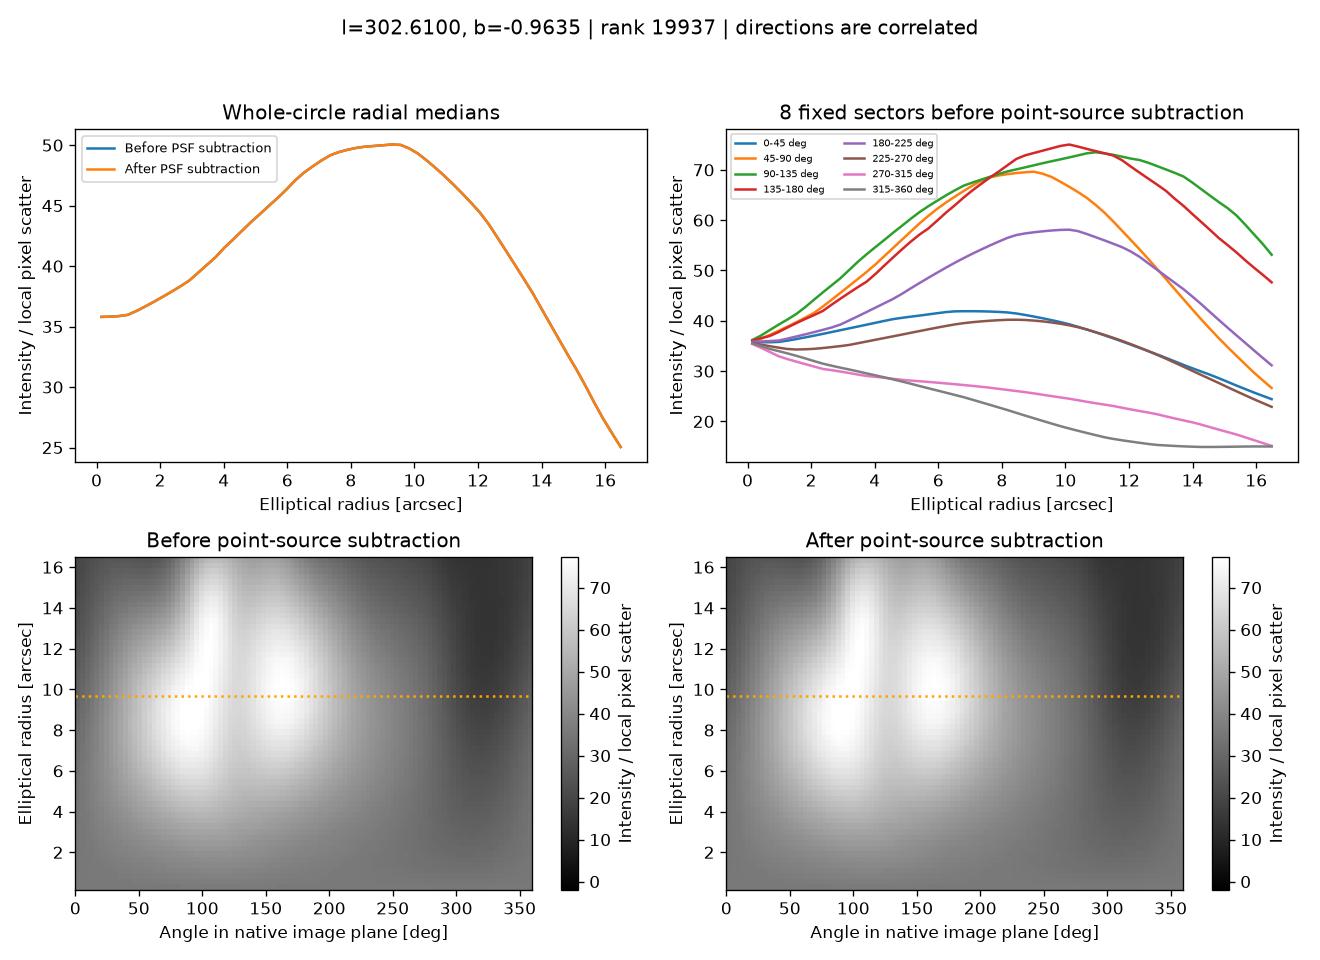 l=302.6100, b=-0.9635 | rank 19937 | directions are correlated
Whole-circle radial medians
Before PSF subtraction
After PSF subtraction
50
45
40
35
30
25
Intensity / local pixel scatter
0 2 4 6 8 10 12 14 16
Elliptical radius [arcsec]
8 fixed sectors before point-source subtraction
0-45 deg
45-90 deg
90-135 deg
135-180 deg
180-225 deg
225-270 deg
270-315 deg
315-360 deg
70
60
50
40
30
20
Intensity / local pixel scatter
0 2 4 6 8 10 12 14 16
Elliptical radius [arcsec]
Before point-source subtraction
16
14
12
10
8
6
4
2
Elliptical radius [arcsec]
0 50 100 150 200 250 300 350
Angle in native image plane [deg]
70
60
50
40
30
20
10
0
Intensity / local pixel scatter
After point-source subtraction
16
14
12
10
8
6
4
2
Elliptical radius [arcsec]
0 50 100 150 200 250 300 350
Angle in native image plane [deg]
70
60
50
40
30
20
10
0
Intensity / local pixel scatter